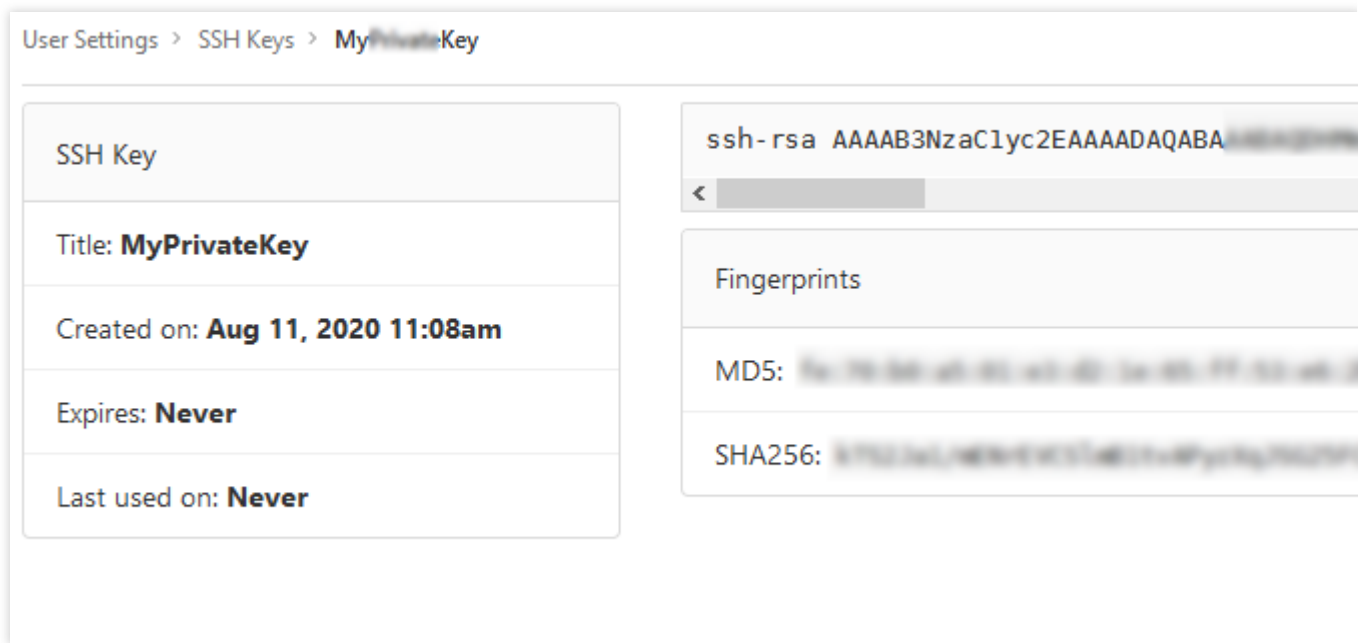 User Settings > SSH Keys > My Key
SSH Key
Title: MyPrivateKey
Created on: Aug 11, 2020 11:08am
Expires: Never
Last used on: Never
ssh-rsa AAAAB3NzaC1yc2EAAAADAQABA
Fingerprints
MD5:
SHA256: